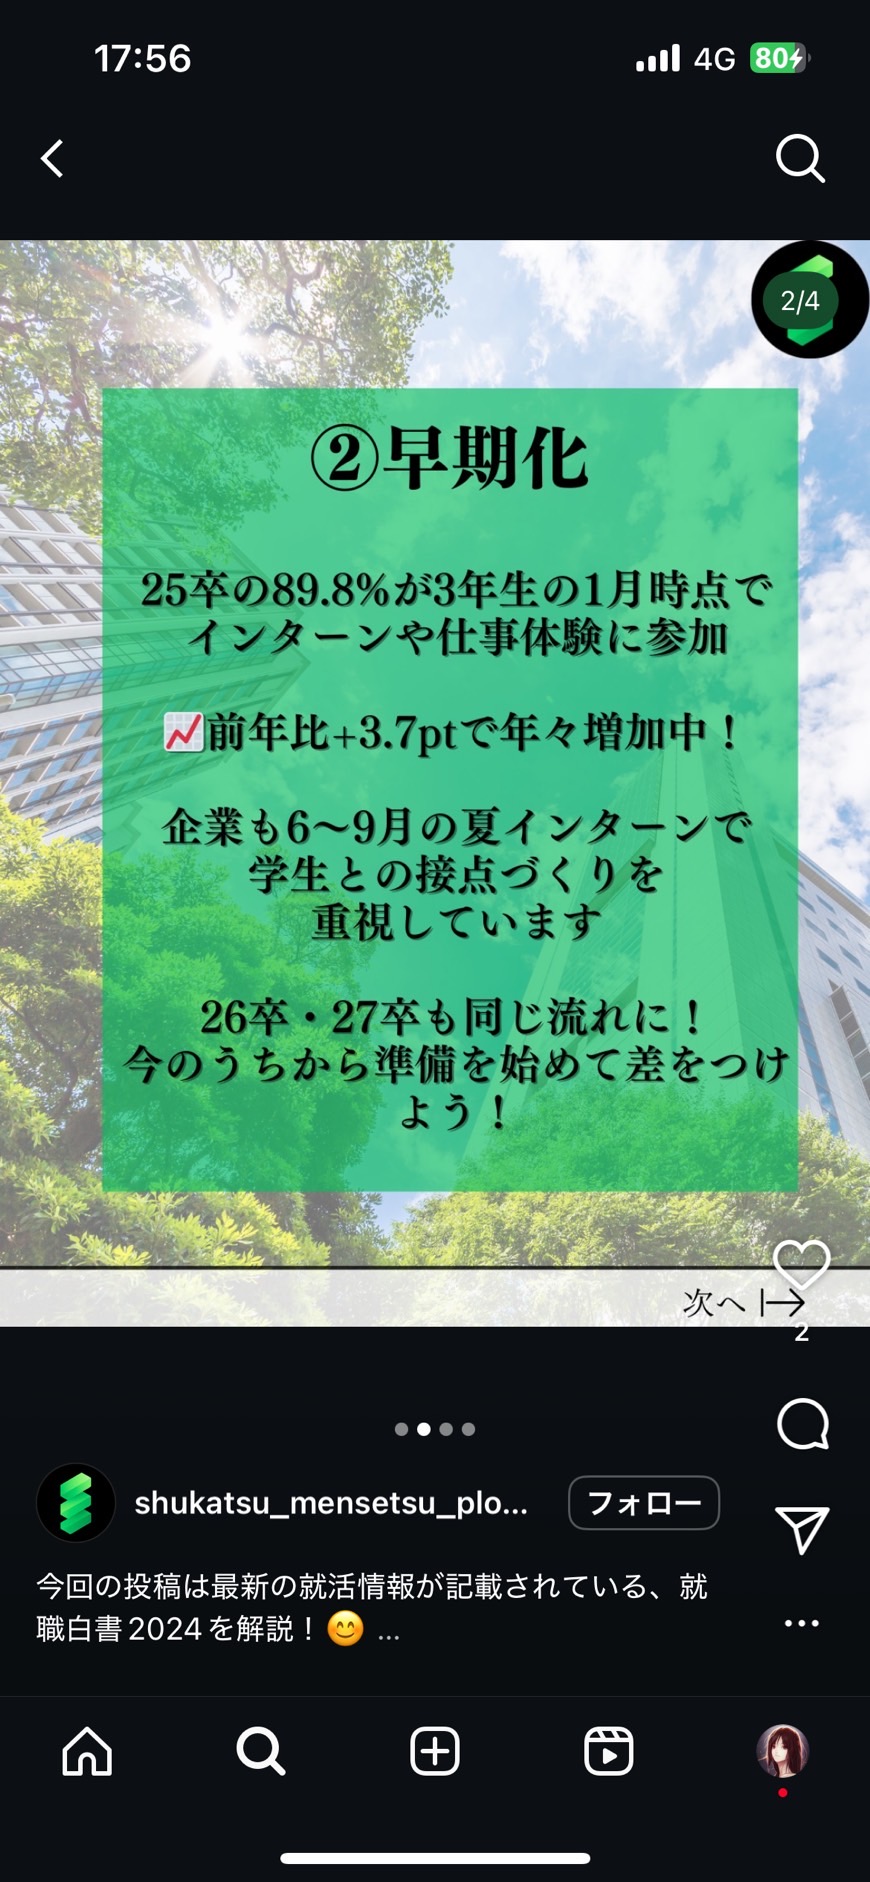 17:56
4G
80
2/4
②早期化
25卒の89.8%が3年生の1月時点で
インターンや仕事体験に参加
📈前年比+3.7ptで年々増加中！
企業も6〜9月の夏インターンで
学生との接点づくりを
重視しています
26卒・27卒も同じ流れに！
今のうちから準備を始めて差をつけ
よう！
次へ
2
shukatsu_mensetsu_plo...
フォロー
今回の投稿は最新の就活情報が記載されている、就
職白書2024を解説！😊 ...